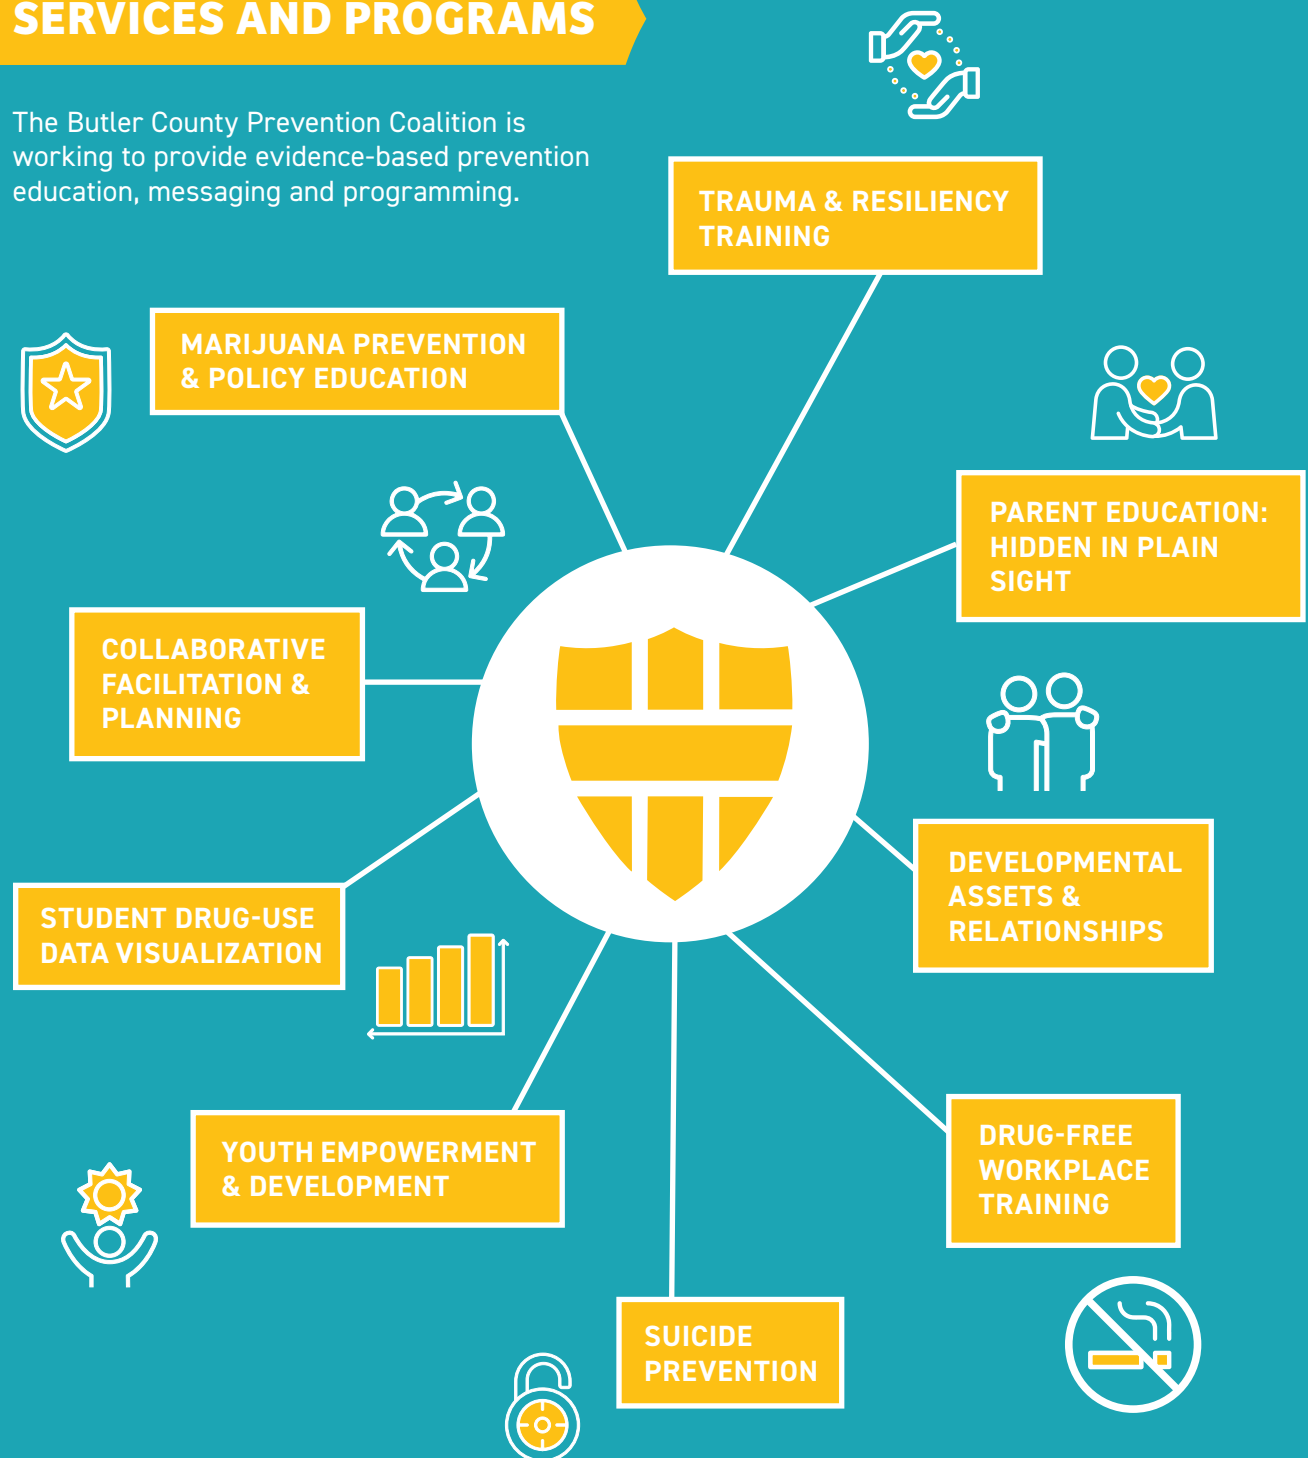 SERVICES AND PROGRAMS
The Butler County Prevention Coalition is
working to provide evidence-based prevention
education, messaging and programming.
TRAUMA & RESILIENCY
TRAINING
MARIJUANA PREVENTION
& POLICY EDUCATION
PARENT EDUCATION:
HIDDEN IN PLAIN
SIGHT
COLLABORATIVE
FACILITATION &
PLANNING
DEVELOPMENTAL
ASSETS &
RELATIONSHIPS
STUDENT DRUG-USE
DATA VISUALIZATION
YOUTH EMPOWERMENT
& DEVELOPMENT
DRUG-FREE
WORKPLACE
TRAINING
SUICIDE
PREVENTION